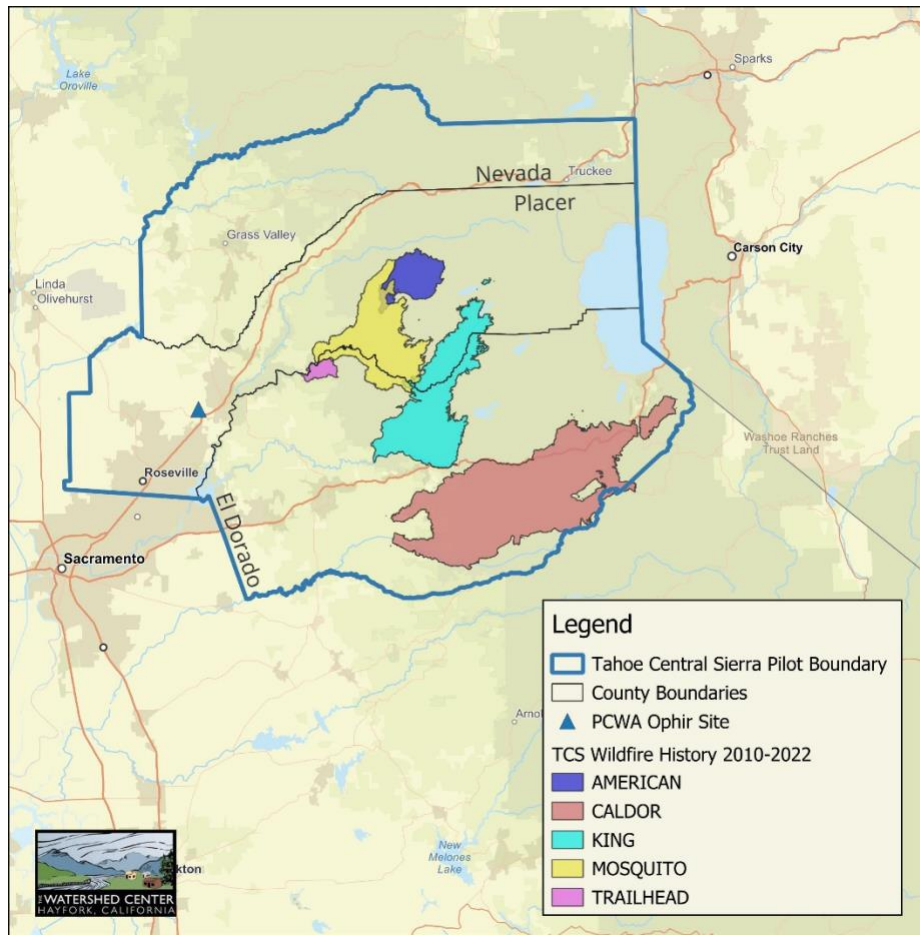 Lake
Oroville
Sparks
Nevada
Truckee
Placer
Grass Valley
Carson City
Linda
Olivehurst
Washoe Ranches
Trust Land
Roseville
El Dorado
Sacramento
Legend
Tahoe Central Sierra Pilot Boundary
County Boundaries
PCWA Ophir Site
TCS Wildfire History 2010-2022
AMERICAN
CALDOR
KING
MOSQUITO
TRAILHEAD
Arnol
New
Melones
Lake
kton
THE
WATERSHED CENTER
HAYFORK, CALIFORNIA